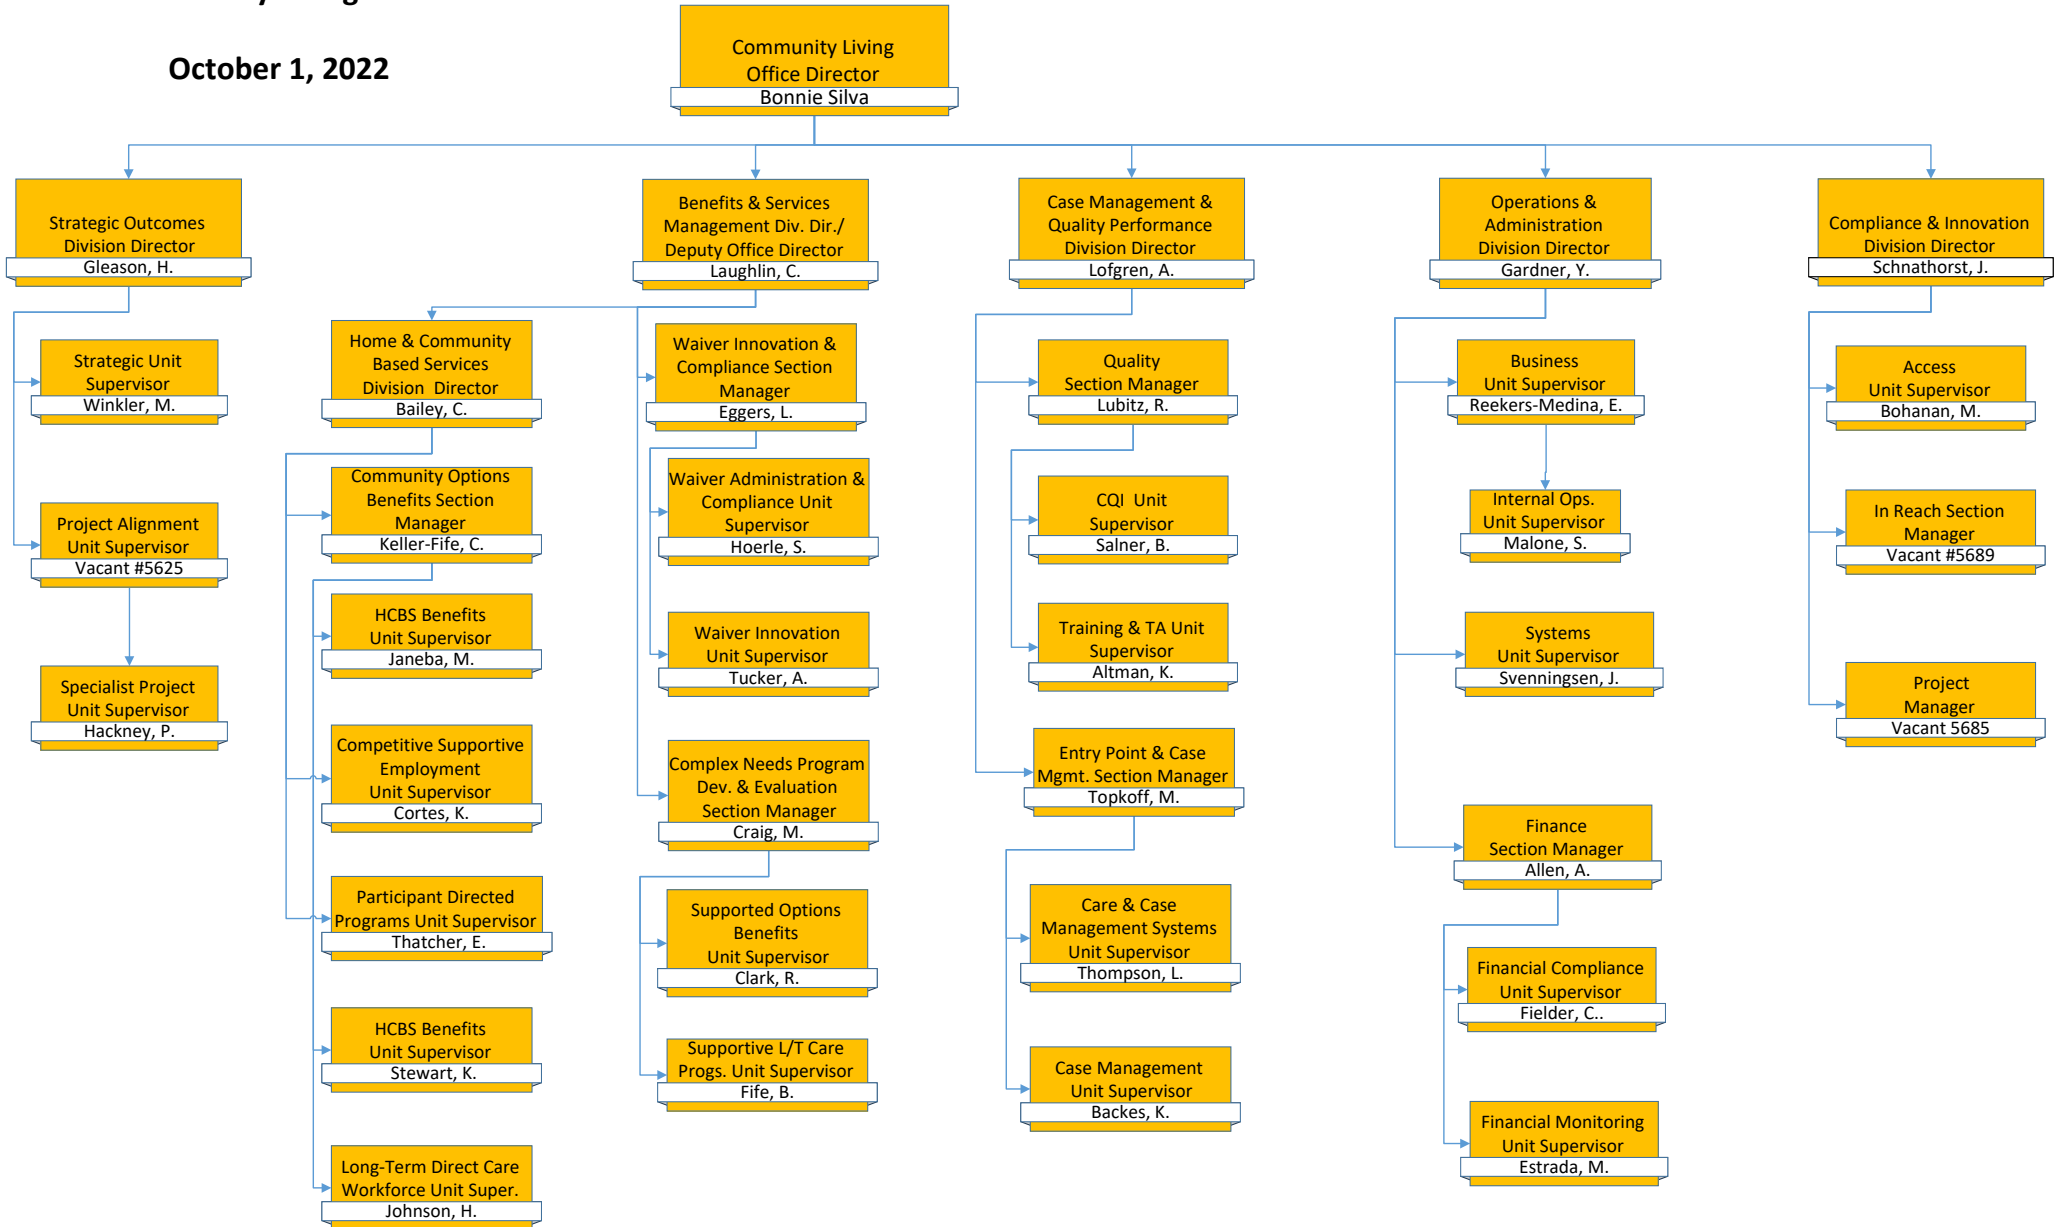 October 1, 2022
Community Living
Office Director
Bonnie Silva
Strategic Outcomes
Division Director
Gleason, H.
Strategic Unit
Supervisor
Winkler, M.
Project Alignment
Unit Supervisor
Vacant #5625
Specialist Project
Unit Supervisor
Hackney, P.
Benefits & Services
Management Div. Dir./
Deputy Office Director
Laughlin, C.
Home & Community
Based Services
Division Director
Bailey, C.
Community Options
Benefits Section
Manager
Keller-Fife, C.
HCBS Benefits
Unit Supervisor
Janeba, M.
Competitive Supportive
Employment
Unit Supervisor
Cortes, K.
Participant Directed
Programs Unit Supervisor
Thatcher, E.
HCBS Benefits
Unit Supervisor
Stewart, K.
Long-Term Direct Care
Workforce Unit Super.
Johnson, H.
Waiver Innovation &
Compliance Section
Manager
Eggers, L.
Waiver Administration &
Compliance Unit
Supervisor
Hoerle, S.
Waiver Innovation
Unit Supervisor
Tucker, A.
Complex Needs Program
Dev. & Evaluation
Section Manager
Craig, M.
Supported Options
Benefits
Unit Supervisor
Clark, R.
Supportive L/T Care
Progs. Unit Supervisor
Fife, B.
Case Management &
Quality Performance
Division Director
Lofgren, A.
Quality
Section Manager
Lubitz, R.
CQI Unit
Supervisor
Salner, B.
Training & TA Unit
Supervisor
Altman, K.
Entry Point & Case
Mgmt. Section Manager
Topkoff, M.
Care & Case
Management Systems
Unit Supervisor
Thompson, L.
Case Management
Unit Supervisor
Backes, K.
Operations &
Administration
Division Director
Gardner, Y.
Business
Unit Supervisor
Reekers-Medina, E.
Internal Ops.
Unit Supervisor
Malone, S.
Systems
Unit Supervisor
Svenningsen, J.
Finance
Section Manager
Allen, A.
Financial Compliance
Unit Supervisor
Fielder, C..
Financial Monitoring
Unit Supervisor
Estrada, M.
Compliance & Innovation
Division Director
Schnathorst, J.
Access
Unit Supervisor
Bohanan, M.
In Reach Section
Manager
Vacant #5689
Project
Manager
Vacant 5685